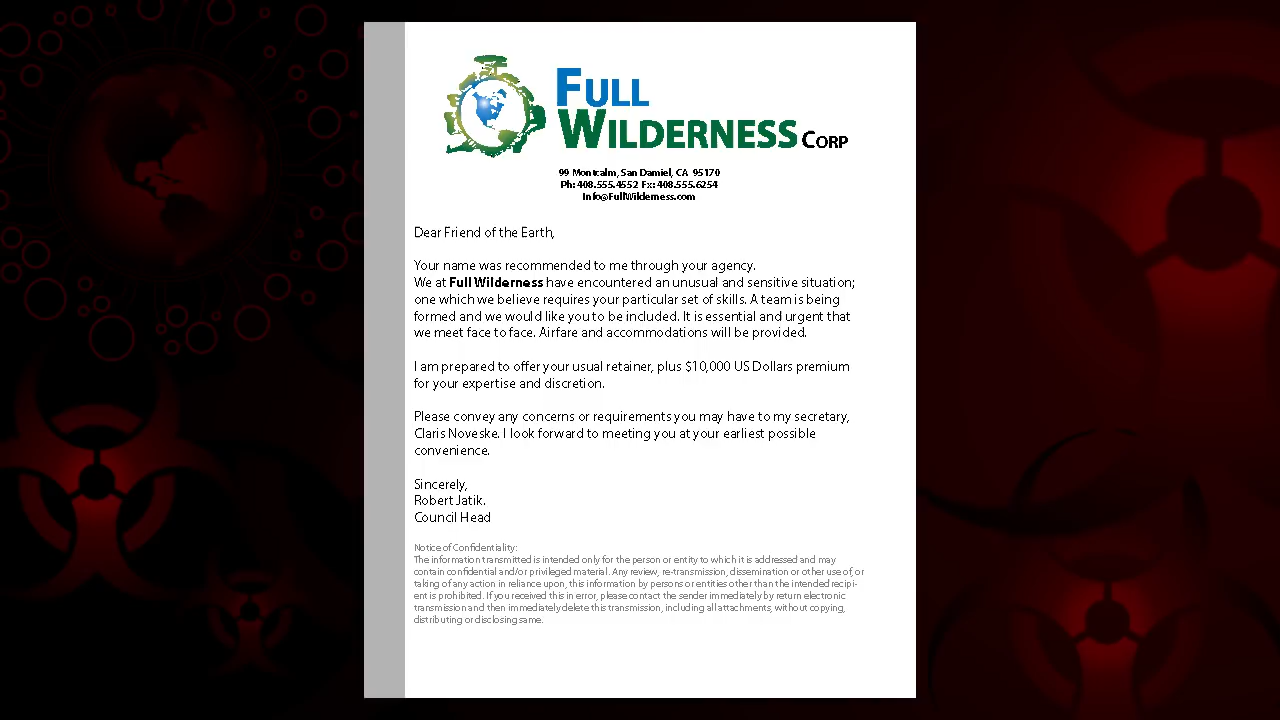 FULL
WILDERNESS CORP
99 Montcalm, San Damiel, CA 95170
Ph: 408.555.4552 Fx: 408.555.6254
Info@FullWilderness.com
Dear Friend of the Earth,
Your name was recommended to me through your agency.
We at Full Wilderness have encountered an unusual and sensitive situation;
one which we believe requires your particular set of skills. A team is being
formed and we would like you to be included. It is essential and urgent that
we meet face to face. Airfare and accommodations will be provided.
I am prepared to offer your usual retainer, plus $10,000 US Dollars premium
for your expertise and discretion.
Please convey any concerns or requirements you may have to my secretary,
Claris Noveske. I look forward to meeting you at your earliest possible
convenience.
Sincerely,
Robert Jatik.
Council Head
Notice of Confidentiality:
The information transmitted is intended only for the person or entity to which it is addressed and may
contain confidential and/or privileged material. Any review, re-transmission, dissemination or other use of, or
taking of any action in reliance upon, this information by persons or entities other than the intended recipi-
ent is prohibited. If you received this in error, please contact the sender immediately by return electronic
transmission and then immediately delete this transmission, including all attachments, without copying,
distributing or disclosing same.